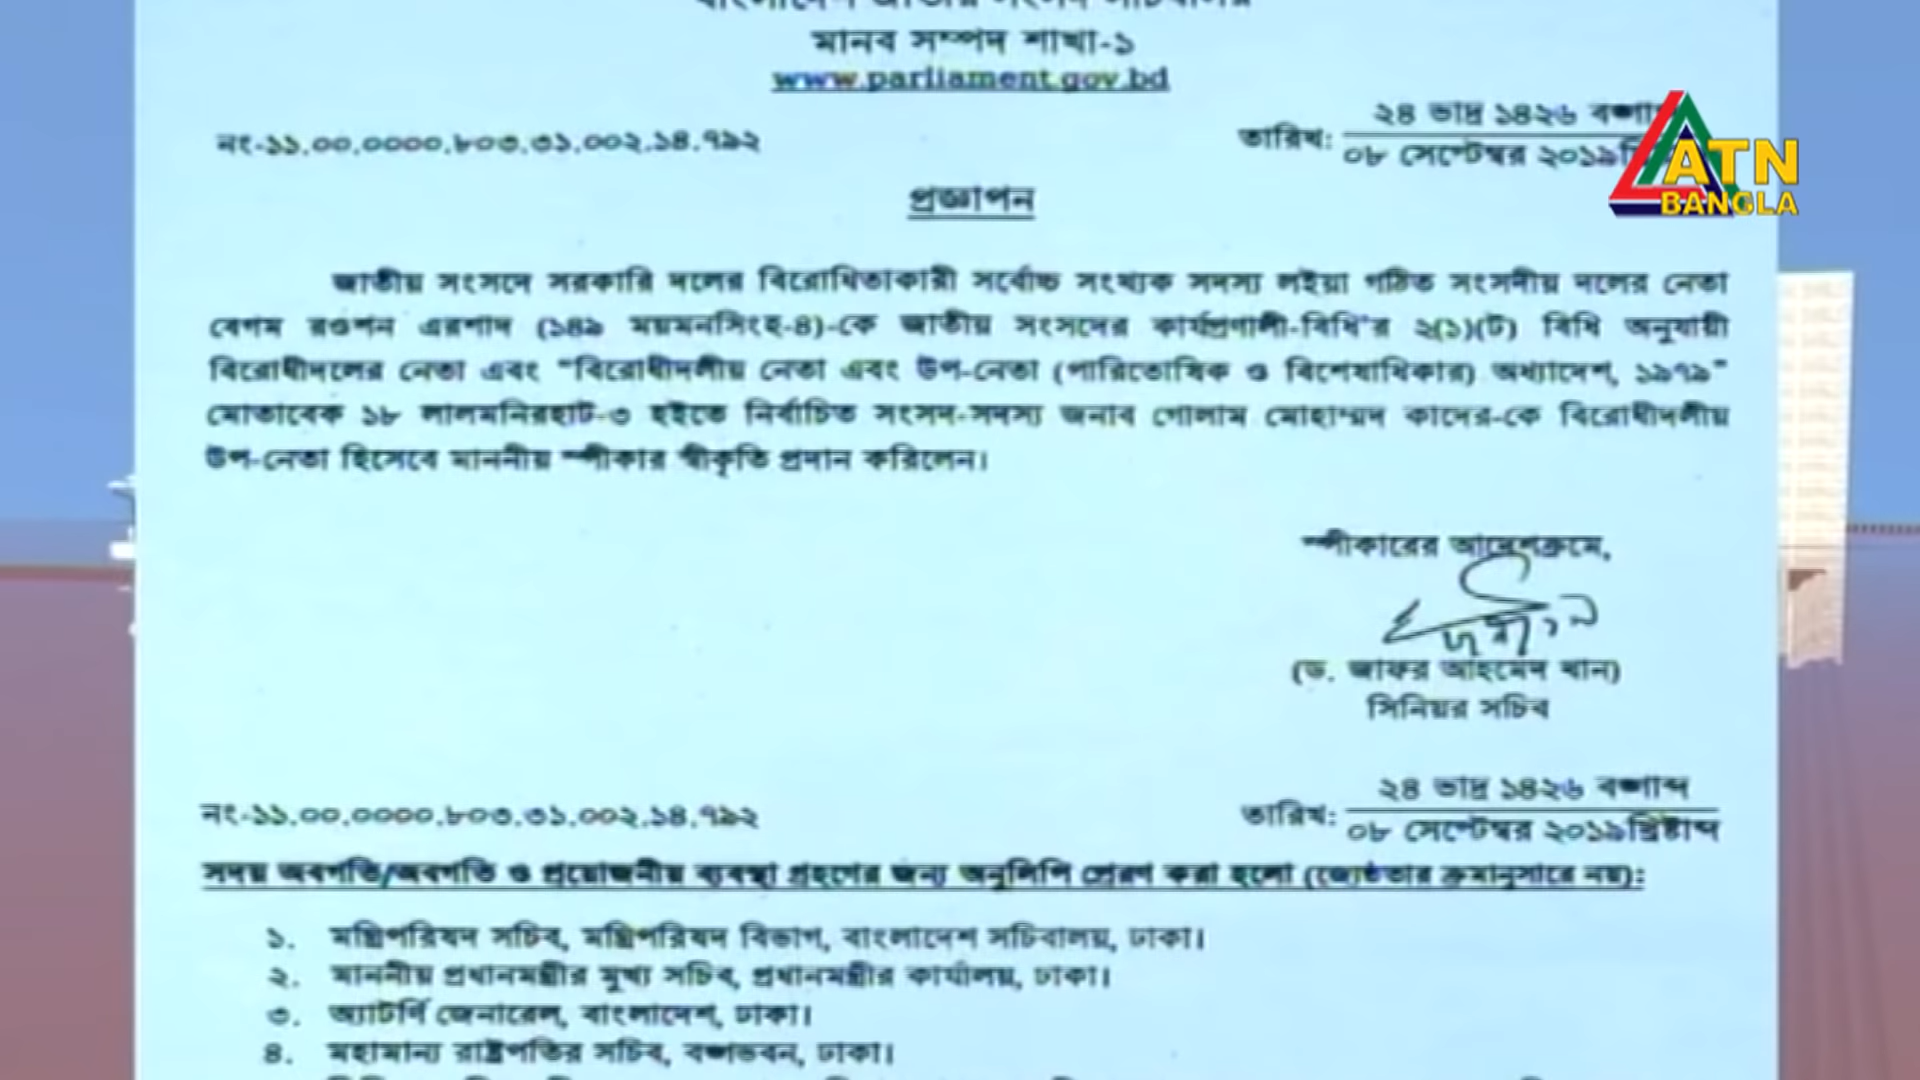 বাংলাদেশ জাতীয় সংসদ সচিবালয়
মানব সম্পদ শাখা-১
www.parliament.gov.bd
নং-১১.০০.০০০০.৮০৩.৩১.০০২.১৪.৭৯২
তারিখ: ২৪ ভাদ্র ১৪২৬
০৮ সেপ্টেম্বর ২০১৯
ATN
BANGLA
প্রজ্ঞাপন
জাতীয় সংসদে সরকারি দলের বিরোধিতাকারী সর্বোচ্চ সংখ্যক সদস্য লইয়া গঠিত সংসদীয় দলের নেতা
বেগম রওশন এরশাদ (১৪৯ ময়মনসিংহ-৪)-কে জাতীয় সংসদের কার্যপ্রণালী-বিধি'র ২(১)(ট) বিধি অনুযায়ী
বিরোধীদলের নেতা এবং "বিরোধীদলীয় নেতা এবং উপ-নেতা (পারিতোষিক ও বিশেষাধিকার) অধ্যাদেশ, ১৯৭৯"
মোতাবেক ১৮ লালমনিরহাট-৩ হইতে নির্বাচিত সংসদ-সদস্য জনাব গোলাম মোহাম্মদ কাদের-কে বিরোধীদলীয়
উপ-নেতা হিসেবে মাননীয় স্পীকার স্বীকৃতি প্রদান করিলেন।
স্পীকারের আদেশক্রমে,
(ড. জাফর আহমেদ খান)
সিনিয়র সচিব
নং-১১.০০.০০০০.৮০৩.৩১.০০২.১৪.৭৯২
তারিখ: ২৪ ভাদ্র ১৪২৬ বঙ্গাব্দ
০৮ সেপ্টেম্বর ২০১৯খ্রিষ্টাব্দ
সদয় অবগতি/অবগতি ও প্রয়োজনীয় ব্যবস্থা গ্রহণের জন্য অনুলিপি প্রেরণ করা হলো (জ্যেষ্ঠতার ক্রমানুসারে নয়):
১. মন্ত্রিপরিষদ সচিব, মন্ত্রিপরিষদ বিভাগ, বাংলাদেশ সচিবালয়, ঢাকা।
২. মাননীয় প্রধানমন্ত্রীর মুখ্য সচিব, প্রধানমন্ত্রীর কার্যালয়, ঢাকা।
৩. অ্যাটর্ণি জেনারেল, বাংলাদেশ, ঢাকা।
৪. মহামান্য রাষ্ট্রপতির সচিব, বঙ্গভবন, ঢাকা।